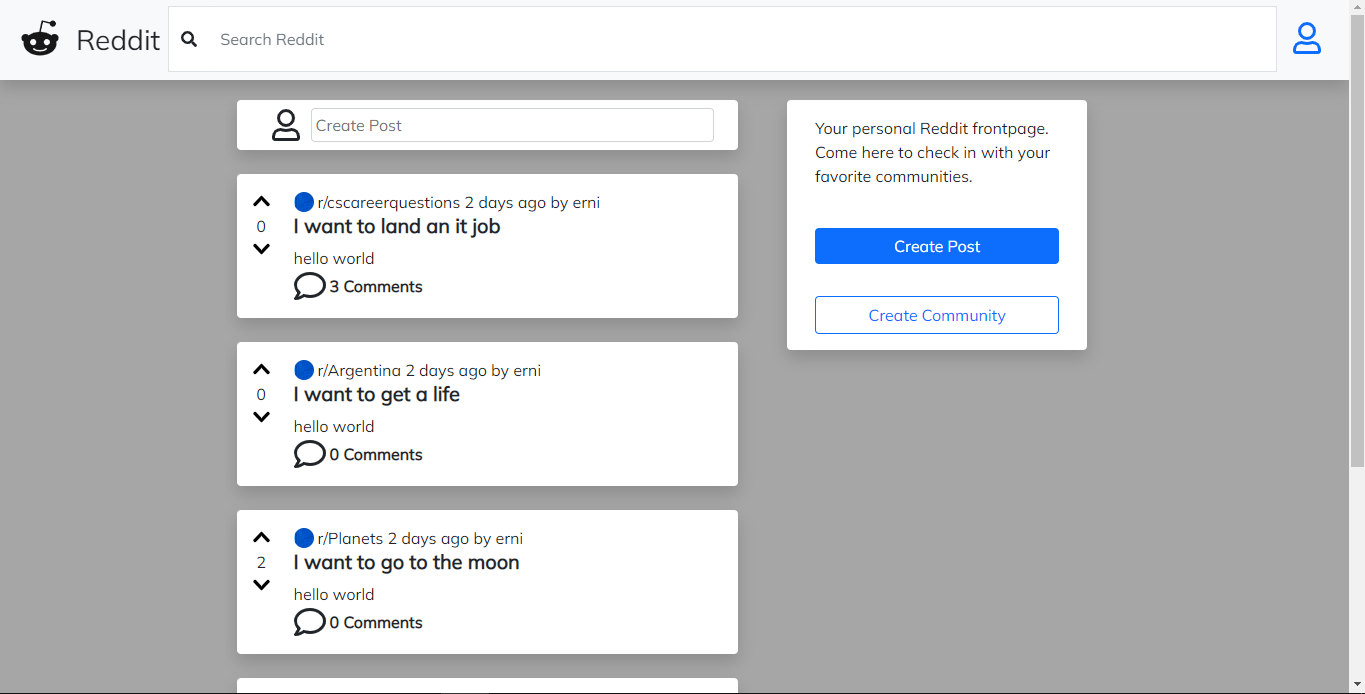 Reddit
Search Reddit
Create Post
r/cscareerquestions 2 days ago by erni
0
I want to land an it job
hello world
3 Comments
r/Argentina 2 days ago by erni
0
I want to get a life
hello world
0 Comments
r/Planets 2 days ago by erni
2
I want to go to the moon
hello world
0 Comments
Your personal Reddit frontpage.
Come here to check in with your
favorite communities.
Create Post
Create Community